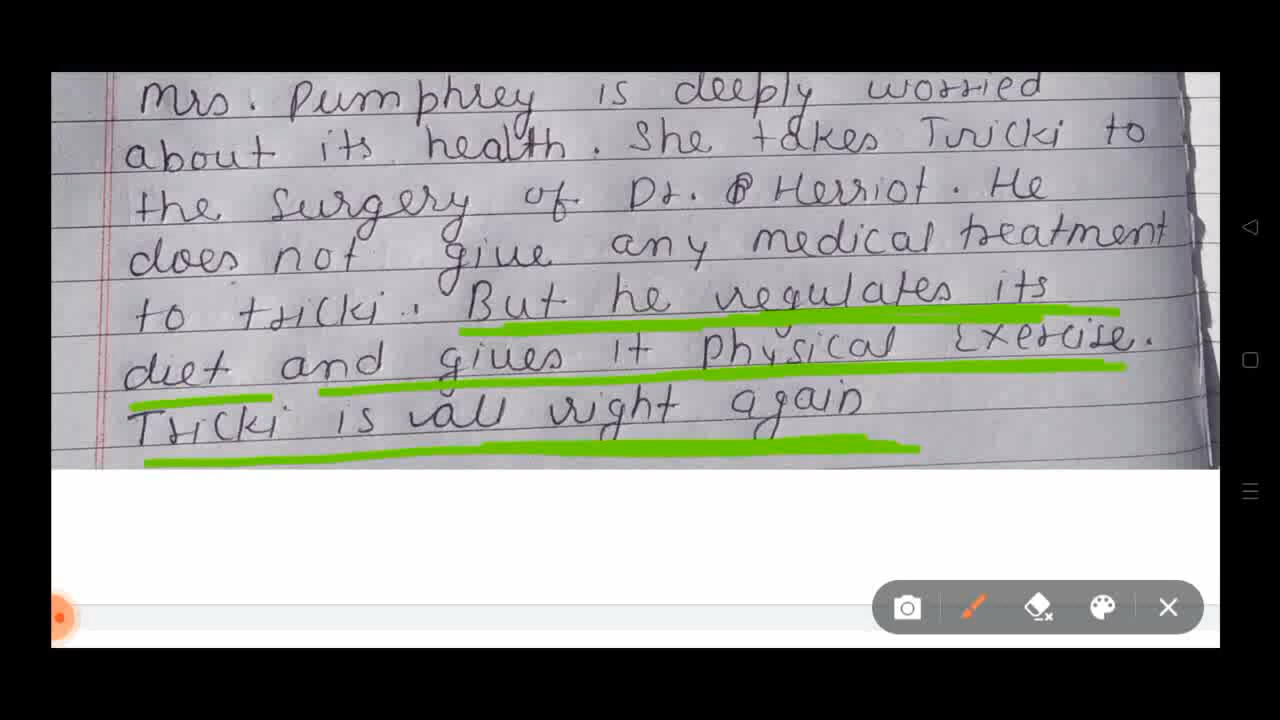 Mrs. Pumphrey is deeply worried
about its health. She takes Tricki to
the surgery of Dr. Herriot. He
does not give any medical treatment
to tricki. But he regulates its
diet and gives it physical Exercise.
Tricki is all right again